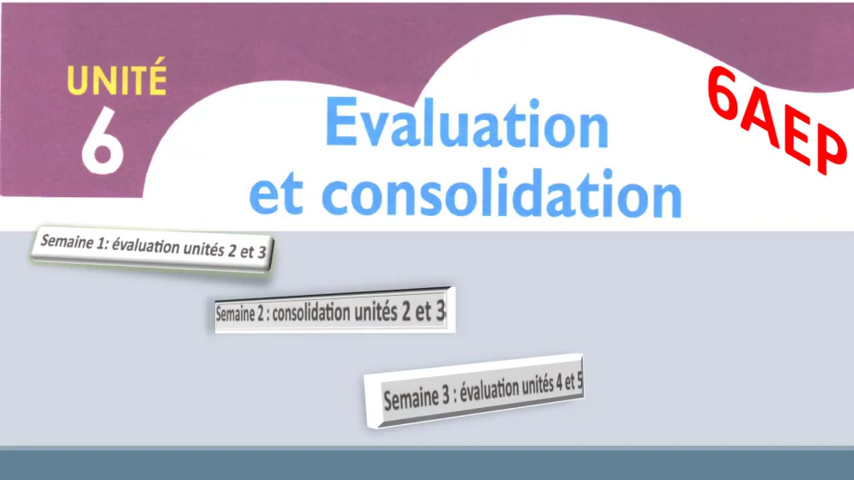 UNITÉ
6
Evaluation
et consolidation
6AEP
Semaine 1: évaluation unités 2 et 3
Semaine 2 : consolidation unités 2 et 3
Semaine 3 : évaluation unités 4 et 5